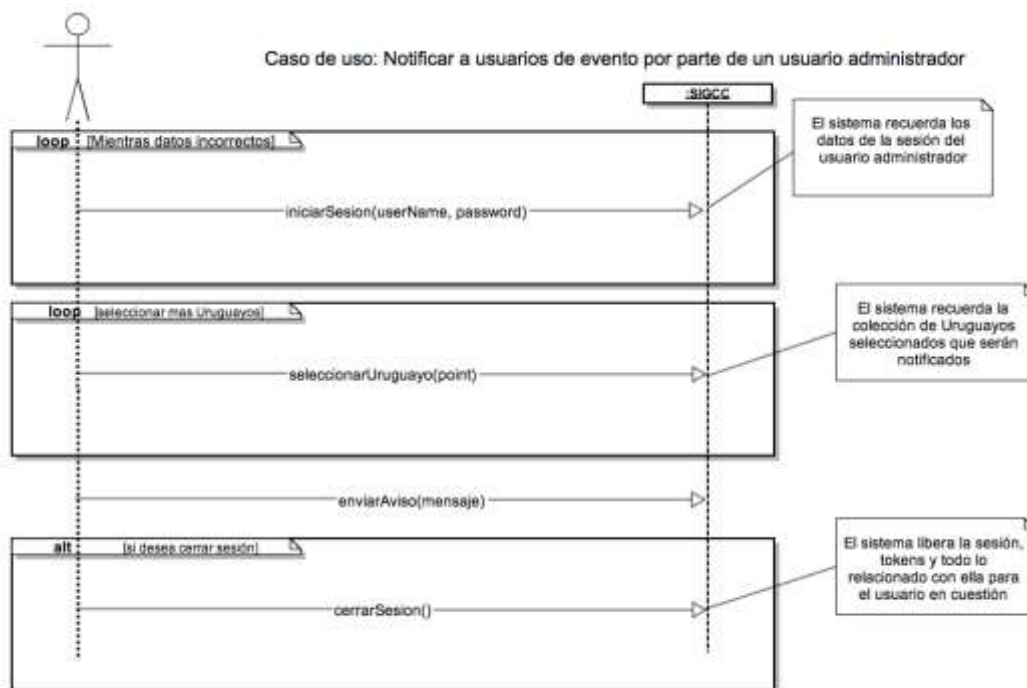 Caso de uso: Notificar a usuarios de evento por parte de un usuario administrador
:SIGCC
El sistema recuerda los
datos de la sesión del
usuario administrador
loop [Mientras datos incorrectos]
iniciarSesion(userName, password)
loop [seleccionar mas Uruguayos]
El sistema recuerda la
colección de Uruguayos
seleccionados que serán
notificados
seleccionarUruguayo(point)
enviarAviso(mensaje)
alt [si desea cerrar sesión]
El sistema libera la sesión,
tokens y todo lo
relacionado con ella para
el usuario en cuestión
cerrarSesion()